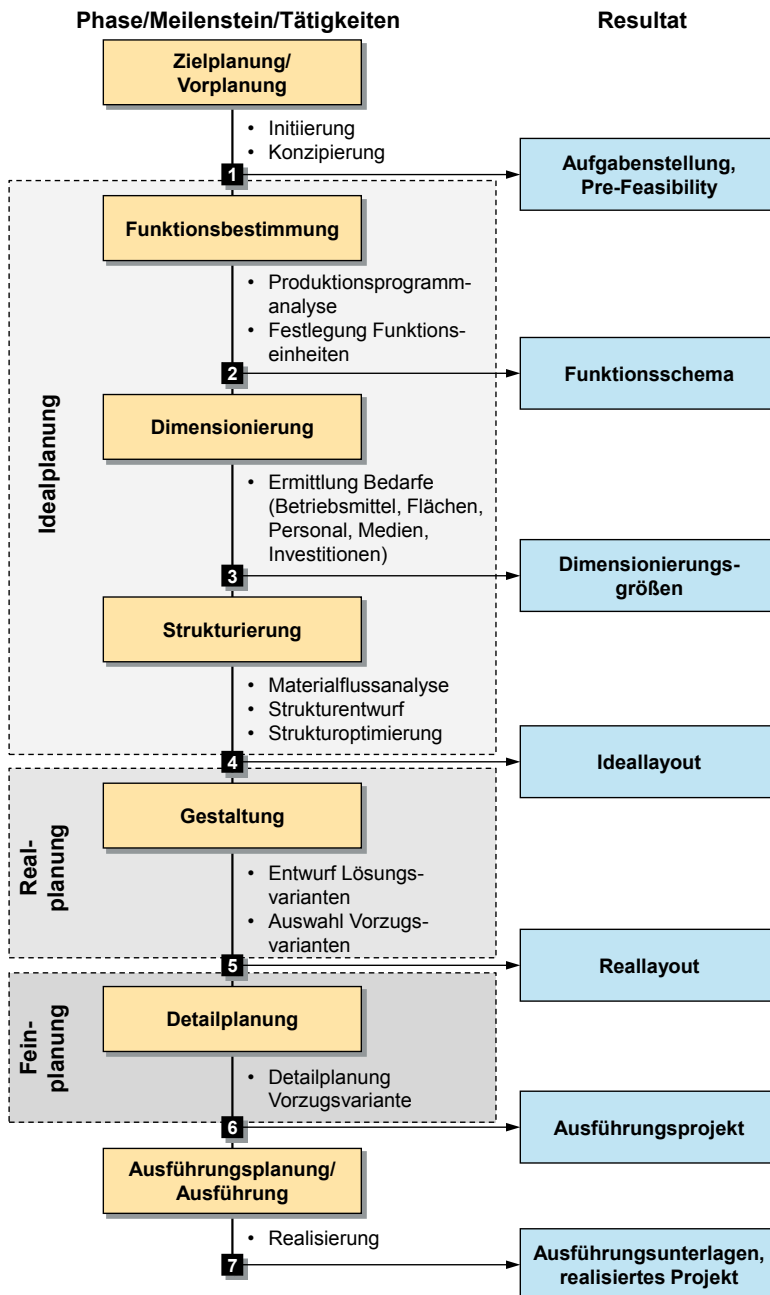 Phase/Meilenstein/Tätigkeiten
Resultat
Zielplanung/
Vorplanung
• Initiierung
• Konzipierung
1
Aufgabenstellung,
Pre-Feasibility
Idealplanung
Funktionsbestimmung
• Produktionsprogramm-
analyse
• Festlegung Funktions-
einheiten
2
Funktionsschema
Dimensionierung
• Ermittlung Bedarfe
(Betriebsmittel, Flächen,
Personal, Medien,
Investitionen)
3
Dimensionierungs-
größen
Strukturierung
• Materialflussanalyse
• Strukturentwurf
• Strukturoptimierung
4
Ideallayout
Real-
planung
Gestaltung
• Entwurf Lösungs-
varianten
• Auswahl Vorzugs-
varianten
5
Reallayout
Fein-
planung
Detailplanung
• Detailplanung
Vorzugsvariante
6
Ausführungsprojekt
Ausführungsplanung/
Ausführung
• Realisierung
7
Ausführungsunterlagen,
realisiertes Projekt